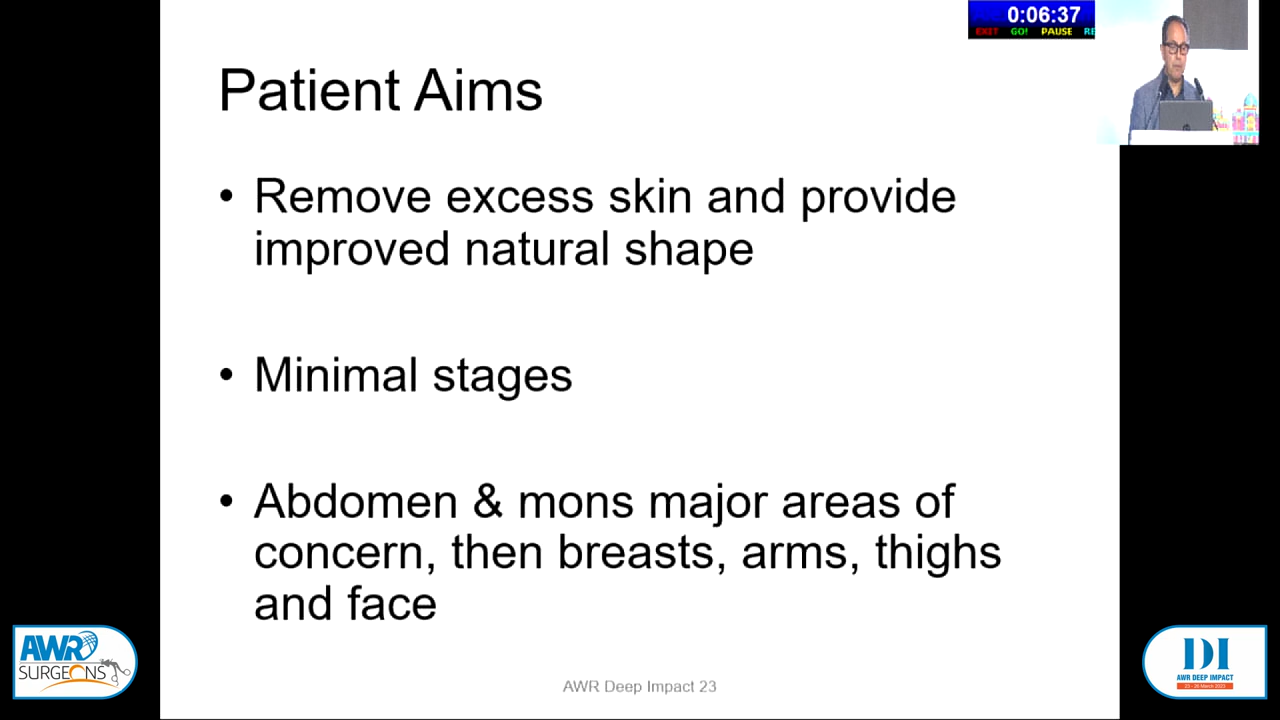 0:06:37
EXIT GO! PAUSE RE
Patient Aims
• Remove excess skin and provide
improved natural shape
• Minimal stages
• Abdomen & mons major areas of
concern, then breasts, arms, thighs
and face
AWR Deep Impact 23
AWR
SURGEONS
DI
AWR DEEP IMPACT